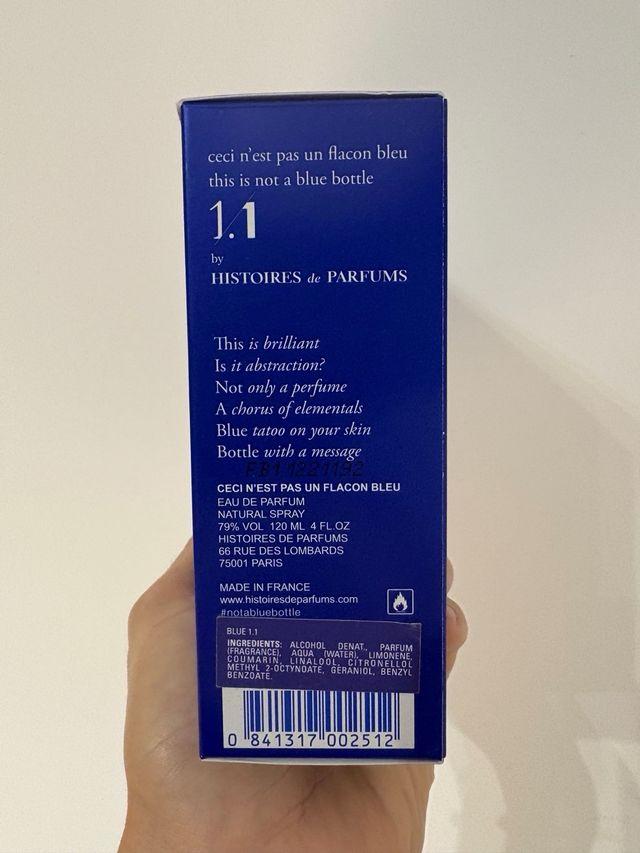 ceci n'est pas un flacon bleu
this is not a blue bottle
1.1
by
HISTOIRES de PARFUMS
This is brilliant
Is it abstraction?
Not only a perfume
A chorus of elementals
Blue tatoo on your skin
Bottle with a message
F81 1221192
CECI N'EST PAS UN FLACON BLEU
EAU DE PARFUM
NATURAL SPRAY
79% VOL 120 ML 4 FL.OZ
HISTOIRES DE PARFUMS
66 RUE DES LOMBARDS
75001 PARIS
MADE IN FRANCE
www.histoiresdeparfums.com
#notabluebottle
BLUE 1.1
INGREDIENTS: ALCOHOL DENAT., PARFUM
(FRAGRANCE), AQUA (WATER), LIMONENE,
COUMARIN, LINALOOL, CITRONELLOL
METHYL 2-OCTYNOATE, GERANIOL, BENZYL
BENZOATE.
0 841317 002512